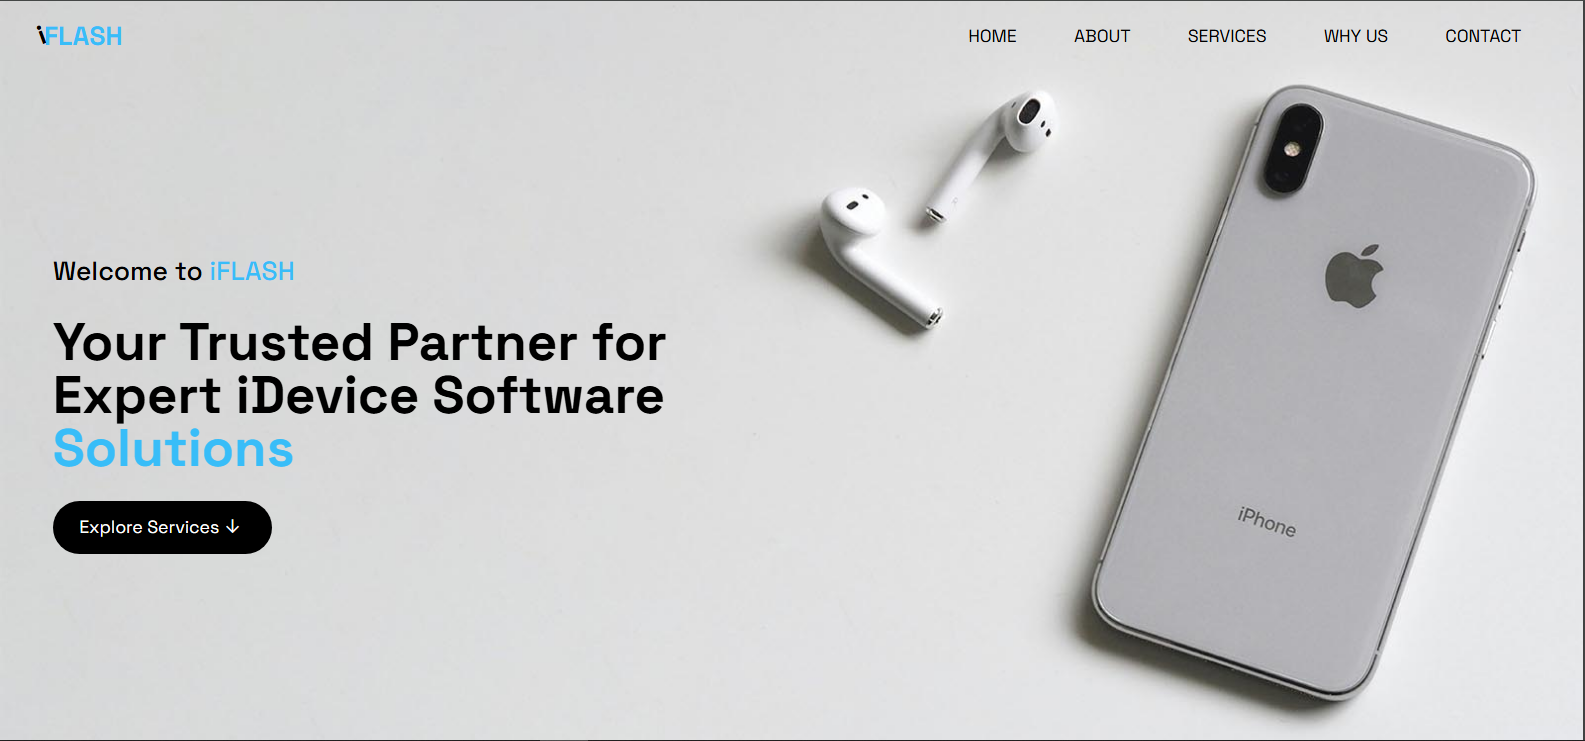 iFLASH
HOME ABOUT SERVICES WHY US CONTACT
Welcome to iFLASH
Your Trusted Partner for
Expert iDevice Software
Solutions
Explore Services ↓
iPhone